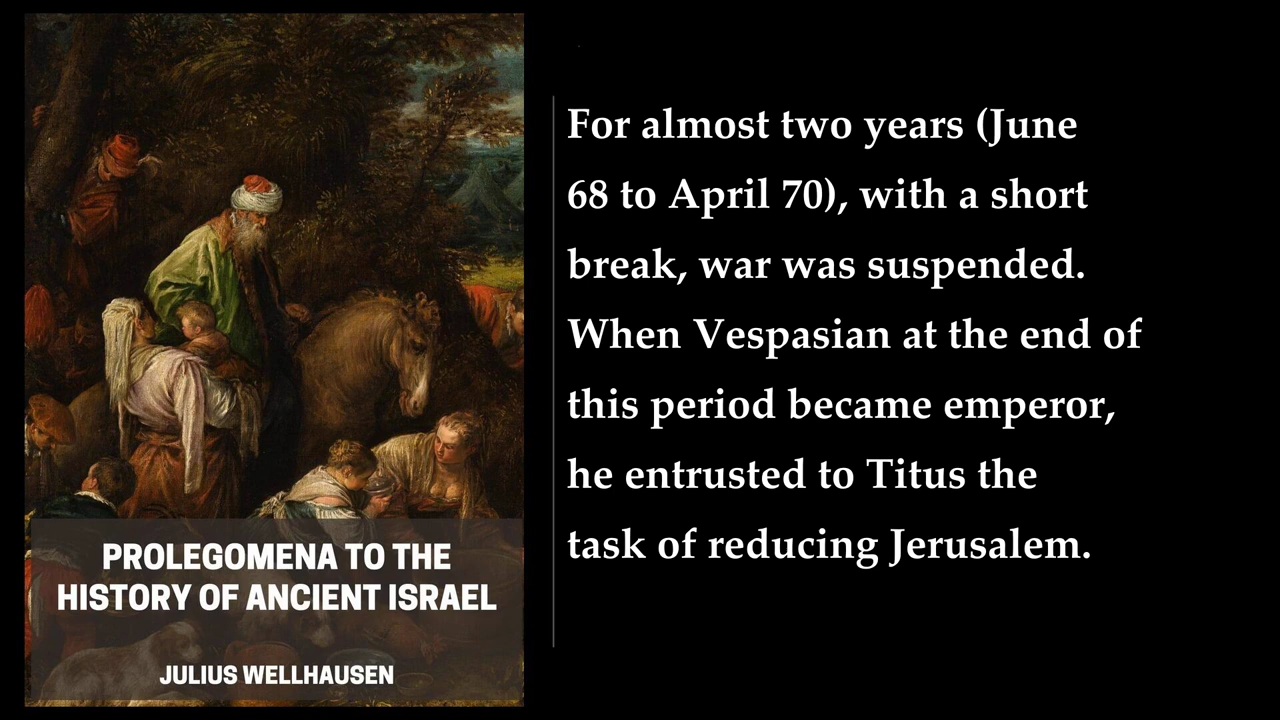 PROLEGOMENA TO THE
HISTORY OF ANCIENT ISRAEL
JULIUS WELLHAUSEN
For almost two years (June
68 to April 70), with a short
break, war was suspended.
When Vespasian at the end of
this period became emperor,
he entrusted to Titus the
task of reducing Jerusalem.